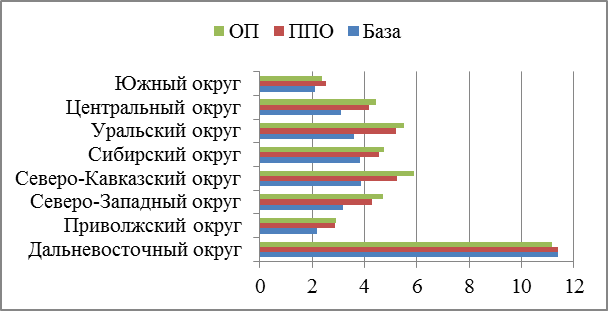 ОП ППО База
Южный округ
Центральный округ
Уральский округ
Сибирский округ
Северо-Кавказский округ
Северо-Западный округ
Приволжский округ
Дальневосточный округ
0 2 4 6 8 10 12